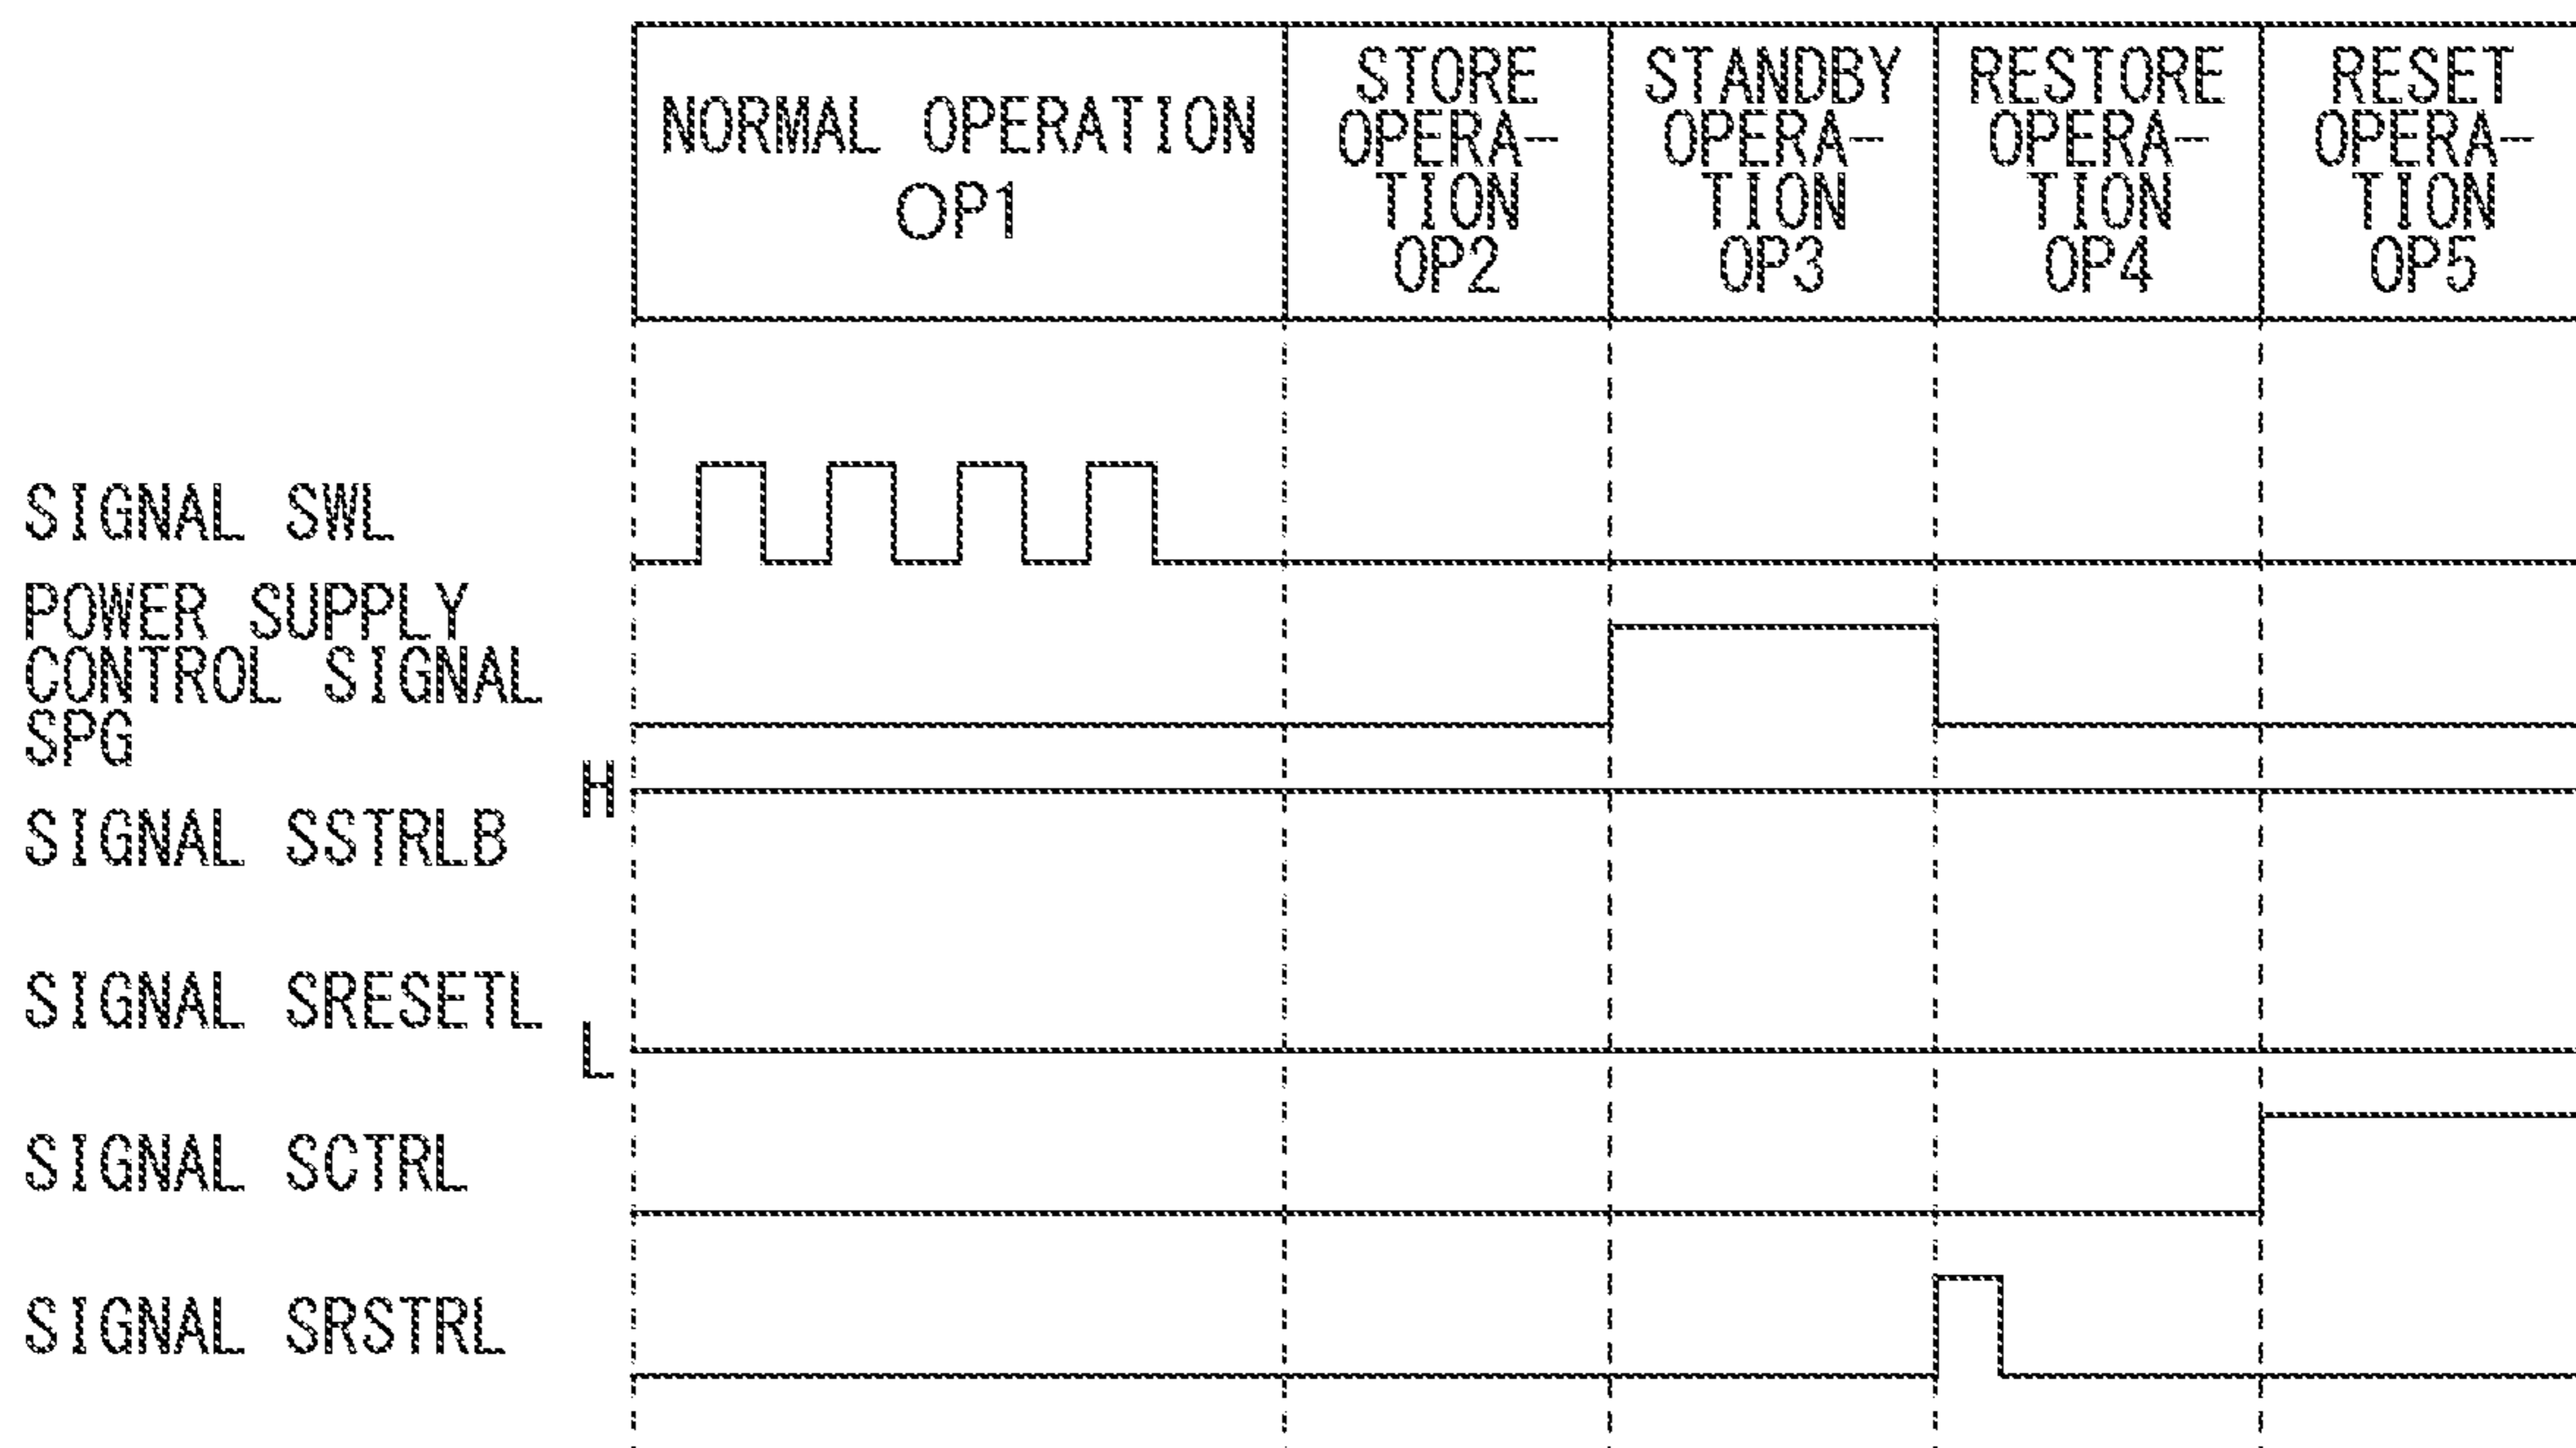 NORMAL OPERATION
OP1
STORE
OPERA-
TION
OP2
STANDBY
OPERA-
TION
OP3
RESTORE
OPERA-
TION
OP4
RESET
OPERA-
TION
OP5
SIGNAL SWL
POWER SUPPLY
CONTROL SIGNAL
SPG
H
SIGNAL SSTRLB
SIGNAL SRESETL
L
SIGNAL SCTRL
SIGNAL SRSTRL